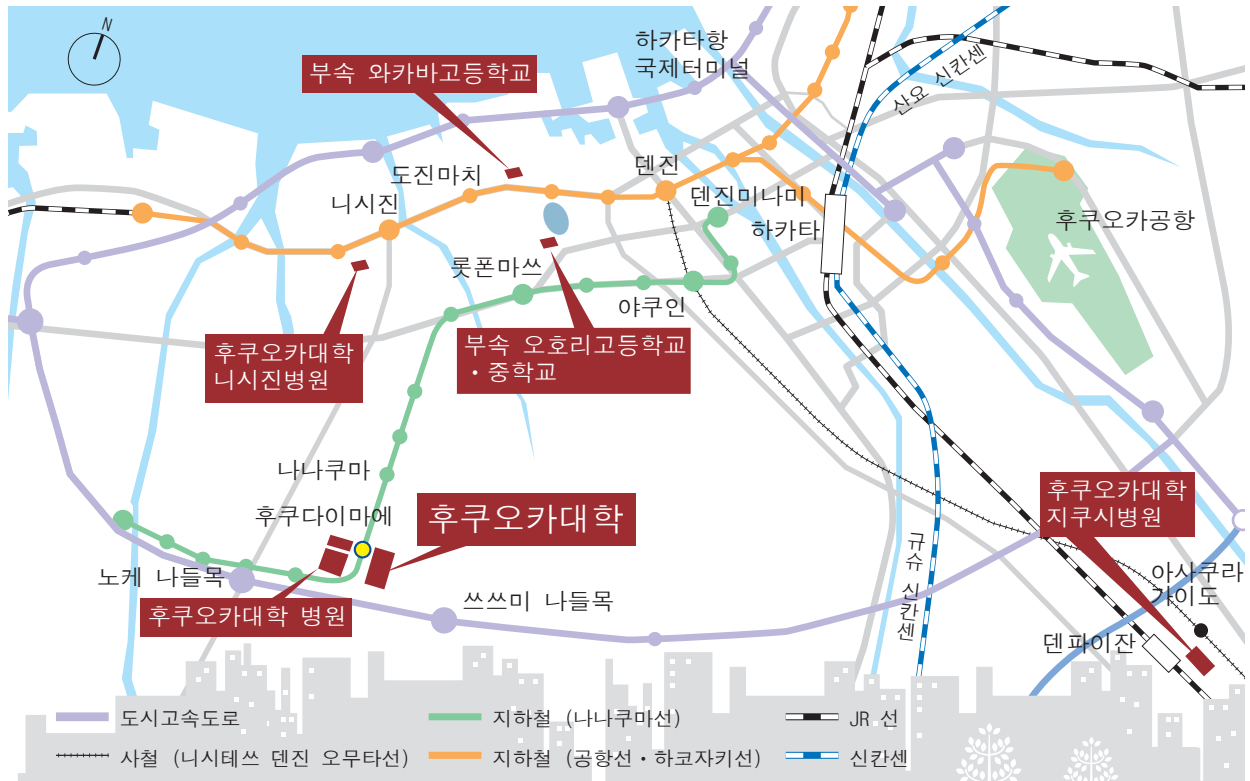 N
하카타항
국제터미널
부속 와카바고등학교
산요 신칸센
도진마치
덴진
니시진
덴진미나미
하카타
후쿠오카공항
롯폰마쓰
야쿠인
후쿠오카대학
니시진병원
부속 오호리고등학교
・중학교
나나쿠마
후쿠다이마에
후쿠오카대학
후쿠오카대학
지쿠시병원
규슈 신칸센
노케 나들목
쓰쓰미 나들목
아사쿠라
가이도
후쿠오카대학 병원
덴파이잔
도시고속도로
지하철 (나나쿠마선)
JR 선
사철 (니시테쓰 덴진 오무타선)
지하철 (공항선・하코자키선)
신칸센